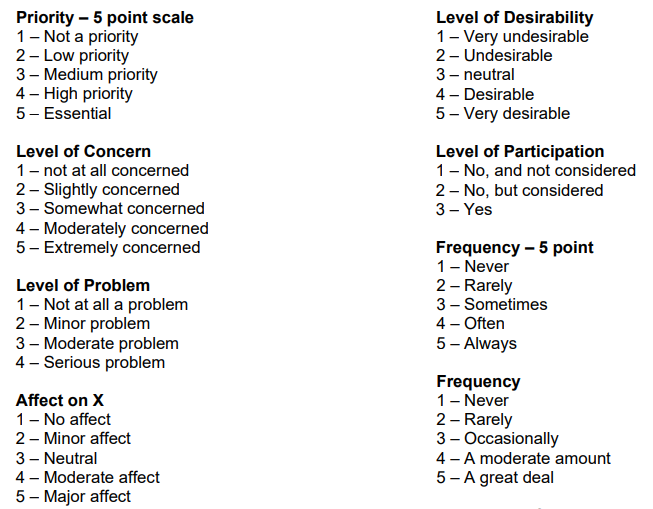 Priority – 5 point scale
1 – Not a priority
2 – Low priority
3 – Medium priority
4 – High priority
5 – Essential
Level of Concern
1 – not at all concerned
2 – Slightly concerned
3 – Somewhat concerned
4 – Moderately concerned
5 – Extremely concerned
Level of Problem
1 – Not at all a problem
2 – Minor problem
3 – Moderate problem
4 – Serious problem
Affect on X
1 – No affect
2 – Minor affect
3 – Neutral
4 – Moderate affect
5 – Major affect
Level of Desirability
1 – Very undesirable
2 – Undesirable
3 – neutral
4 – Desirable
5 – Very desirable
Level of Participation
1 – No, and not considered
2 – No, but considered
3 – Yes
Frequency – 5 point
1 – Never
2 – Rarely
3 – Sometimes
4 – Often
5 – Always
Frequency
1 – Never
2 – Rarely
3 – Occasionally
4 – A moderate amount
5 – A great deal